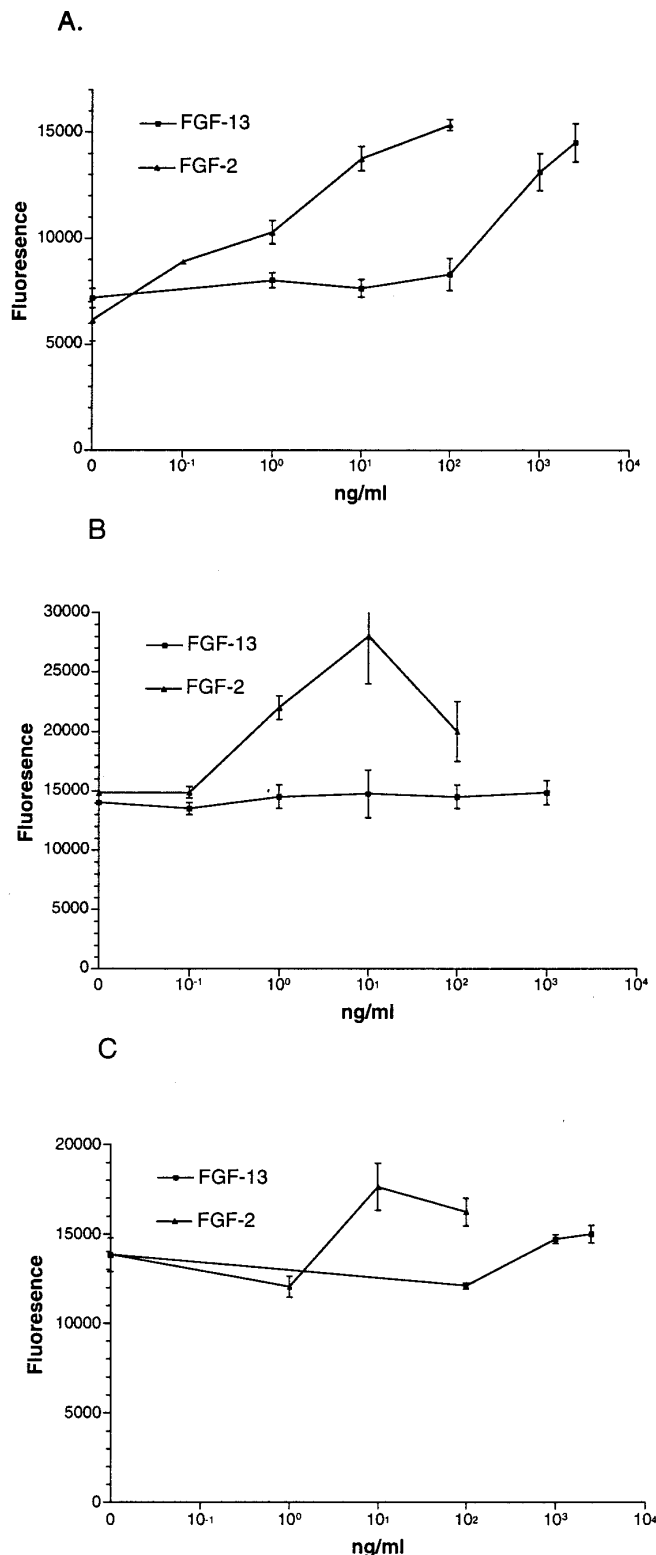 A.
FGF-13
FGF-2
15000
10000
5000
0
Fluoresence
0 10⁻¹ 10⁰ 10¹ 10² 10³ 10⁴
ng/ml
B
30000
FGF-13
FGF-2
25000
20000
15000
10000
5000
0
Fluoresence
0 10⁻¹ 10⁰ 10¹ 10² 10³ 10⁴
ng/ml
C
20000
FGF-13
FGF-2
15000
10000
5000
0
Fluoresence
0 10⁻¹ 10⁰ 10¹ 10² 10³ 10⁴
ng/ml